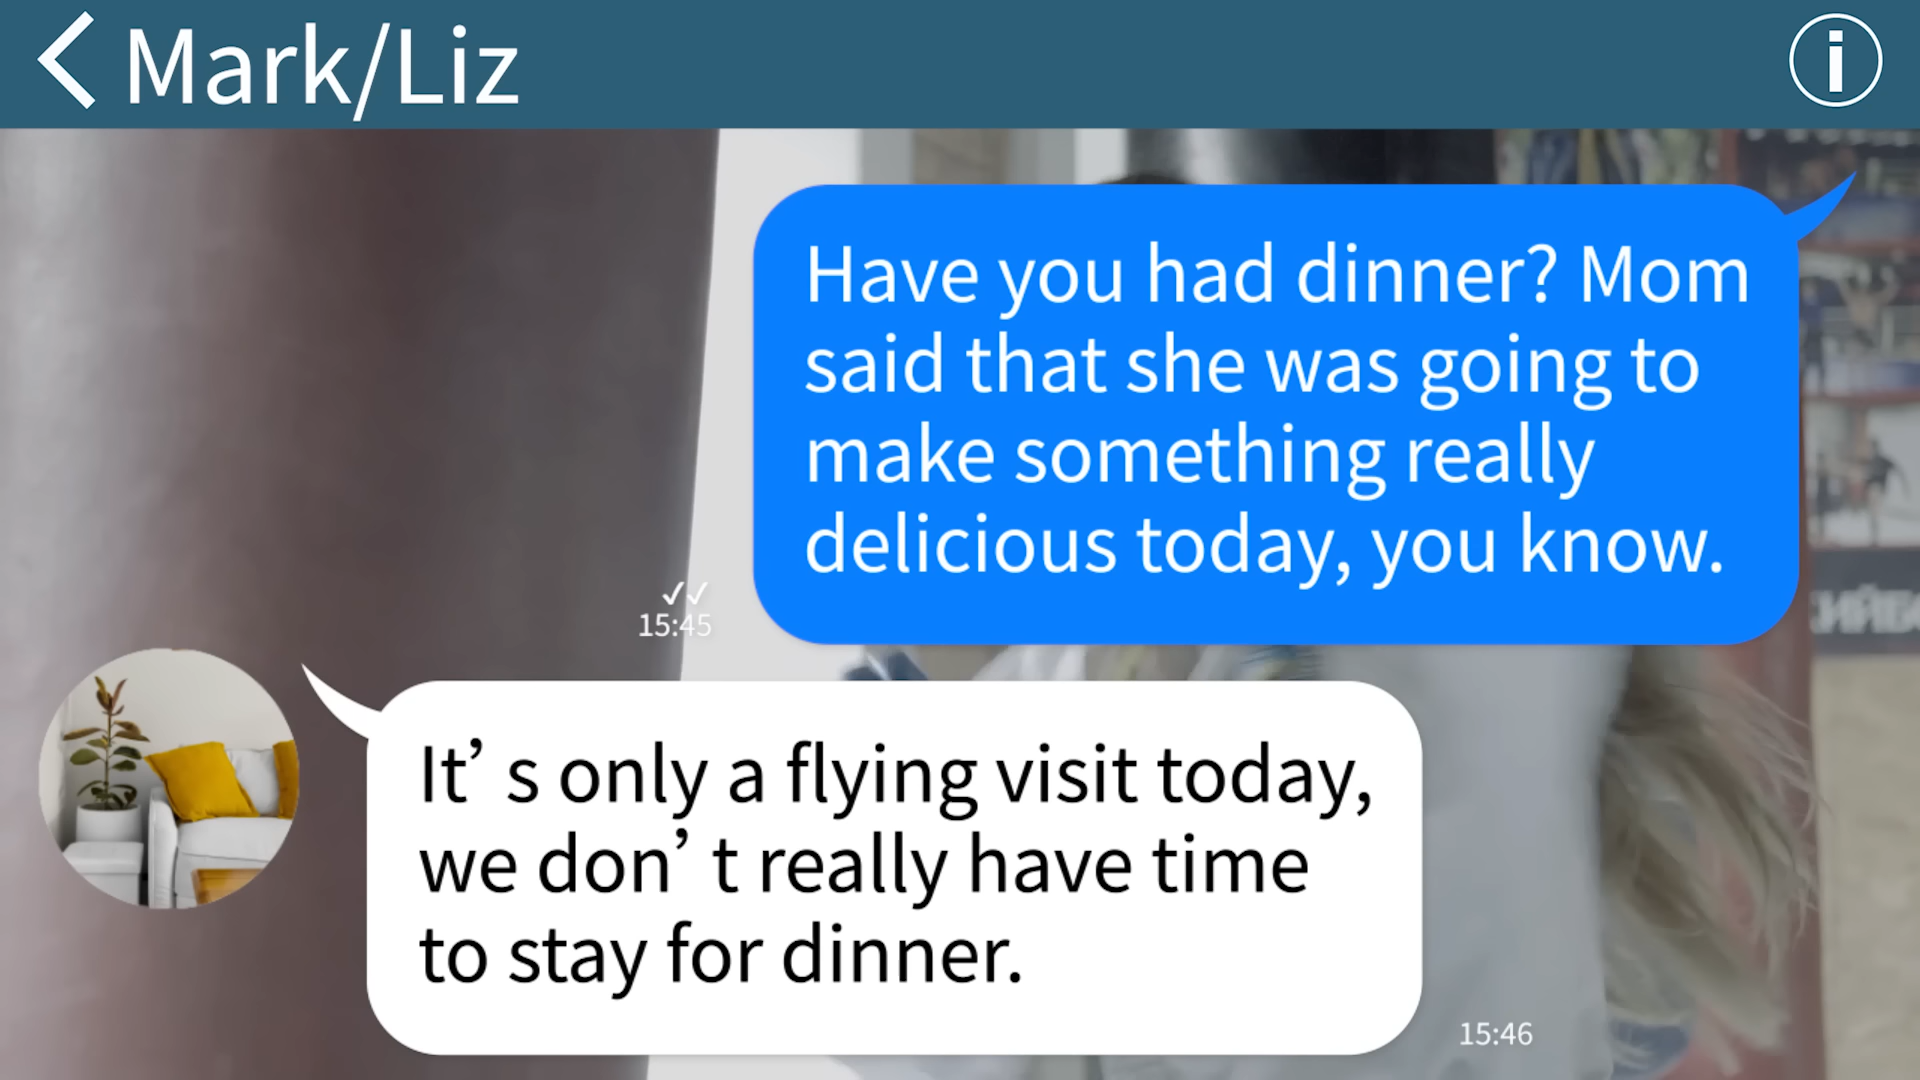 Mark/Liz
Have you had dinner? Mom
said that she was going to
make something really
delicious today, you know.
15:45
It’s only a flying visit today,
we don’t really have time
to stay for dinner.
15:46